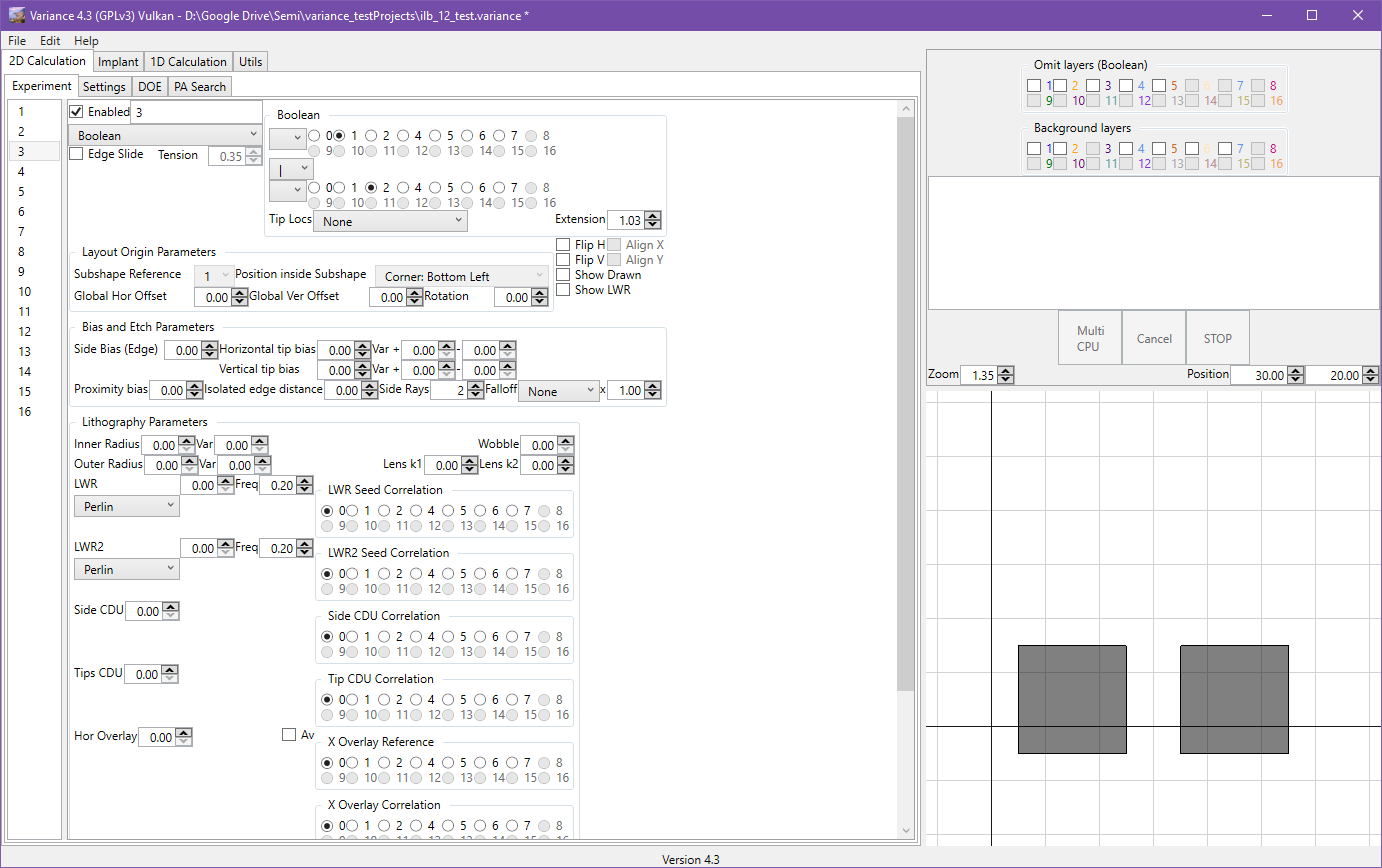 Variance 4.3 (GPLv3) Vulkan - D:\Google Drive\Semi\variance_testProjects\ilb_12_test.variance *
File Edit Help
2D Calculation Implant 1D Calculation Utils
Experiment Settings DOE PA Search
1
2
3
4
5
6
7
8
9
10
11
12
13
14
15
16
Enabled 3
Boolean
Edge Slide Tension 0.35
Boolean
0 1 2 4 5 6 7 8
9 10 11 12 13 14 15 16
|
0 1 2 4 5 6 7 8
9 10 11 12 13 14 15 16
Tip Locs None Extension 1.03
Layout Origin Parameters
Subshape Reference 1 Position inside Subshape Corner: Bottom Left
Global Hor Offset 0.00 Global Ver Offset 0.00 Rotation 0.00
Flip H Align X
Flip V Align Y
Show Drawn
Show LWR
Bias and Etch Parameters
Side Bias (Edge) 0.00 Horizontal tip bias 0.00 Var + 0.00 - 0.00
Vertical tip bias 0.00 Var + 0.00 - 0.00
Proximity bias 0.00 Isolated edge distance 0.00 Side Rays 2 Falloff None x 1.00
Lithography Parameters
Inner Radius 0.00 Var 0.00 Wobble 0.00
Outer Radius 0.00 Var 0.00 Lens k1 0.00 Lens k2 0.00
LWR 0.00 Freq 0.20
Perlin
LWR Seed Correlation
0 1 2 4 5 6 7 8
9 10 11 12 13 14 15 16
LWR2 0.00 Freq 0.20
Perlin
LWR2 Seed Correlation
0 1 2 4 5 6 7 8
9 10 11 12 13 14 15 16
Side CDU 0.00
Side CDU Correlation
0 1 2 4 5 6 7 8
9 10 11 12 13 14 15 16
Tips CDU 0.00
Tip CDU Correlation
0 1 2 4 5 6 7 8
9 10 11 12 13 14 15 16
Hor Overlay 0.00 Av
X Overlay Reference
0 1 2 4 5 6 7 8
9 10 11 12 13 14 15 16
X Overlay Correlation
0 1 2 4 5 6 7 8
Omit layers (Boolean)
1 2 3 4 5 6 7 8
9 10 11 12 13 14 15 16
Background layers
1 2 3 4 5 6 7 8
9 10 11 12 13 14 15 16
Multi
CPU
Cancel
STOP
Zoom 1.35 Position 30.00 20.00
Version 4.3